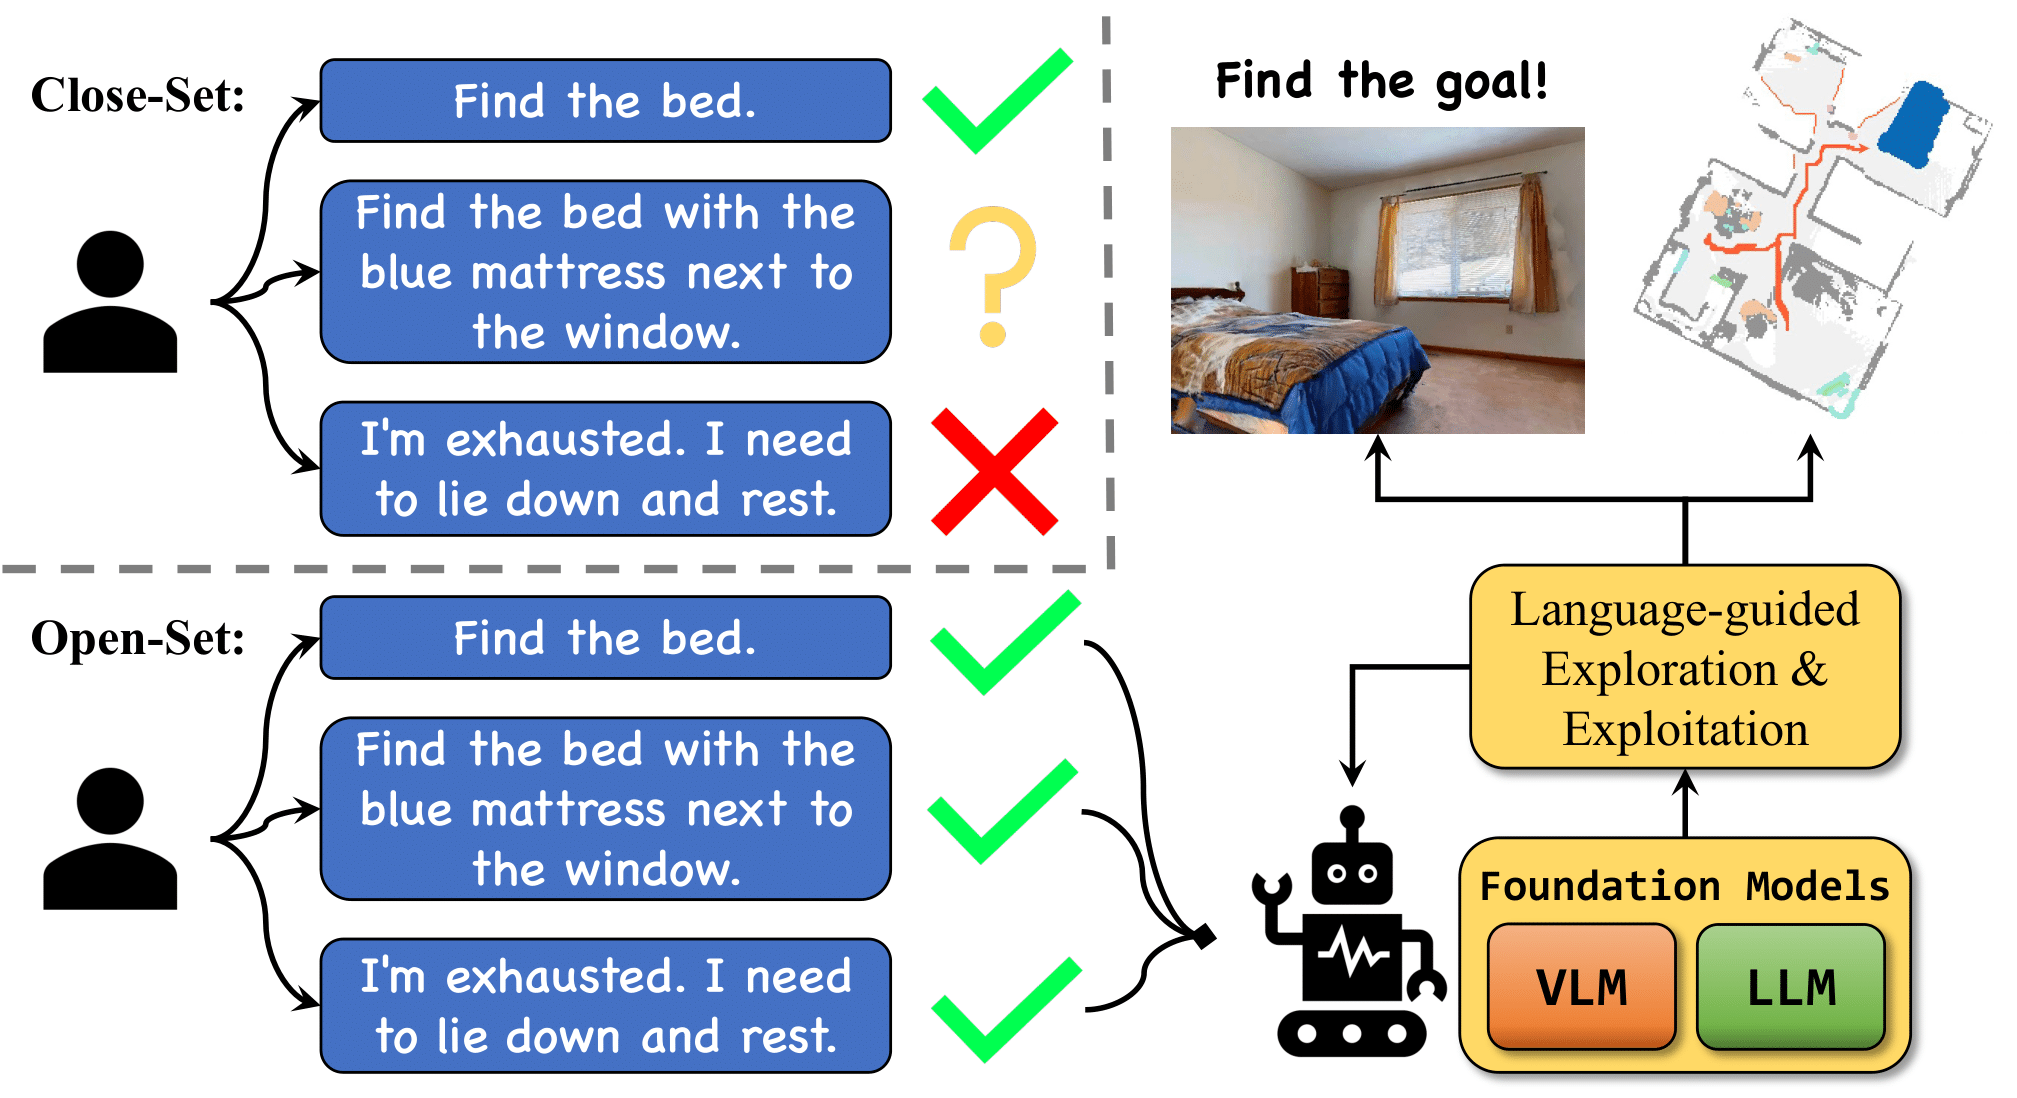 Close-Set:
Find the bed.
Find the bed with the
blue mattress next to
the window.
I'm exhausted. I need
to lie down and rest.
Open-Set:
Find the bed.
Find the bed with the
blue mattress next to
the window.
I'm exhausted. I need
to lie down and rest.
Find the goal!
Language-guided
Exploration &
Exploitation
Foundation Models
VLM
LLM